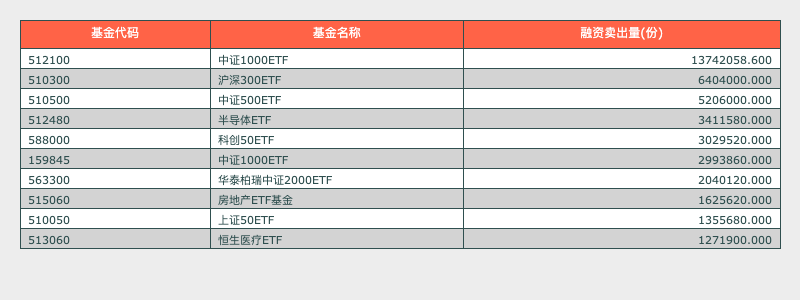 基金代码 基金名称 融资卖出量(份)
512100 中证1000ETF 13742058.600
510300 沪深300ETF 6404000.000
510500 中证500ETF 5206000.000
512480 半导体ETF 3411580.000
588000 科创50ETF 3029520.000
159845 中证1000ETF 2993860.000
563300 华泰柏瑞中证2000ETF 2040120.000
515060 房地产ETF基金 1625620.000
510050 上证50ETF 1355680.000
513060 恒生医疗ETF 1271900.000